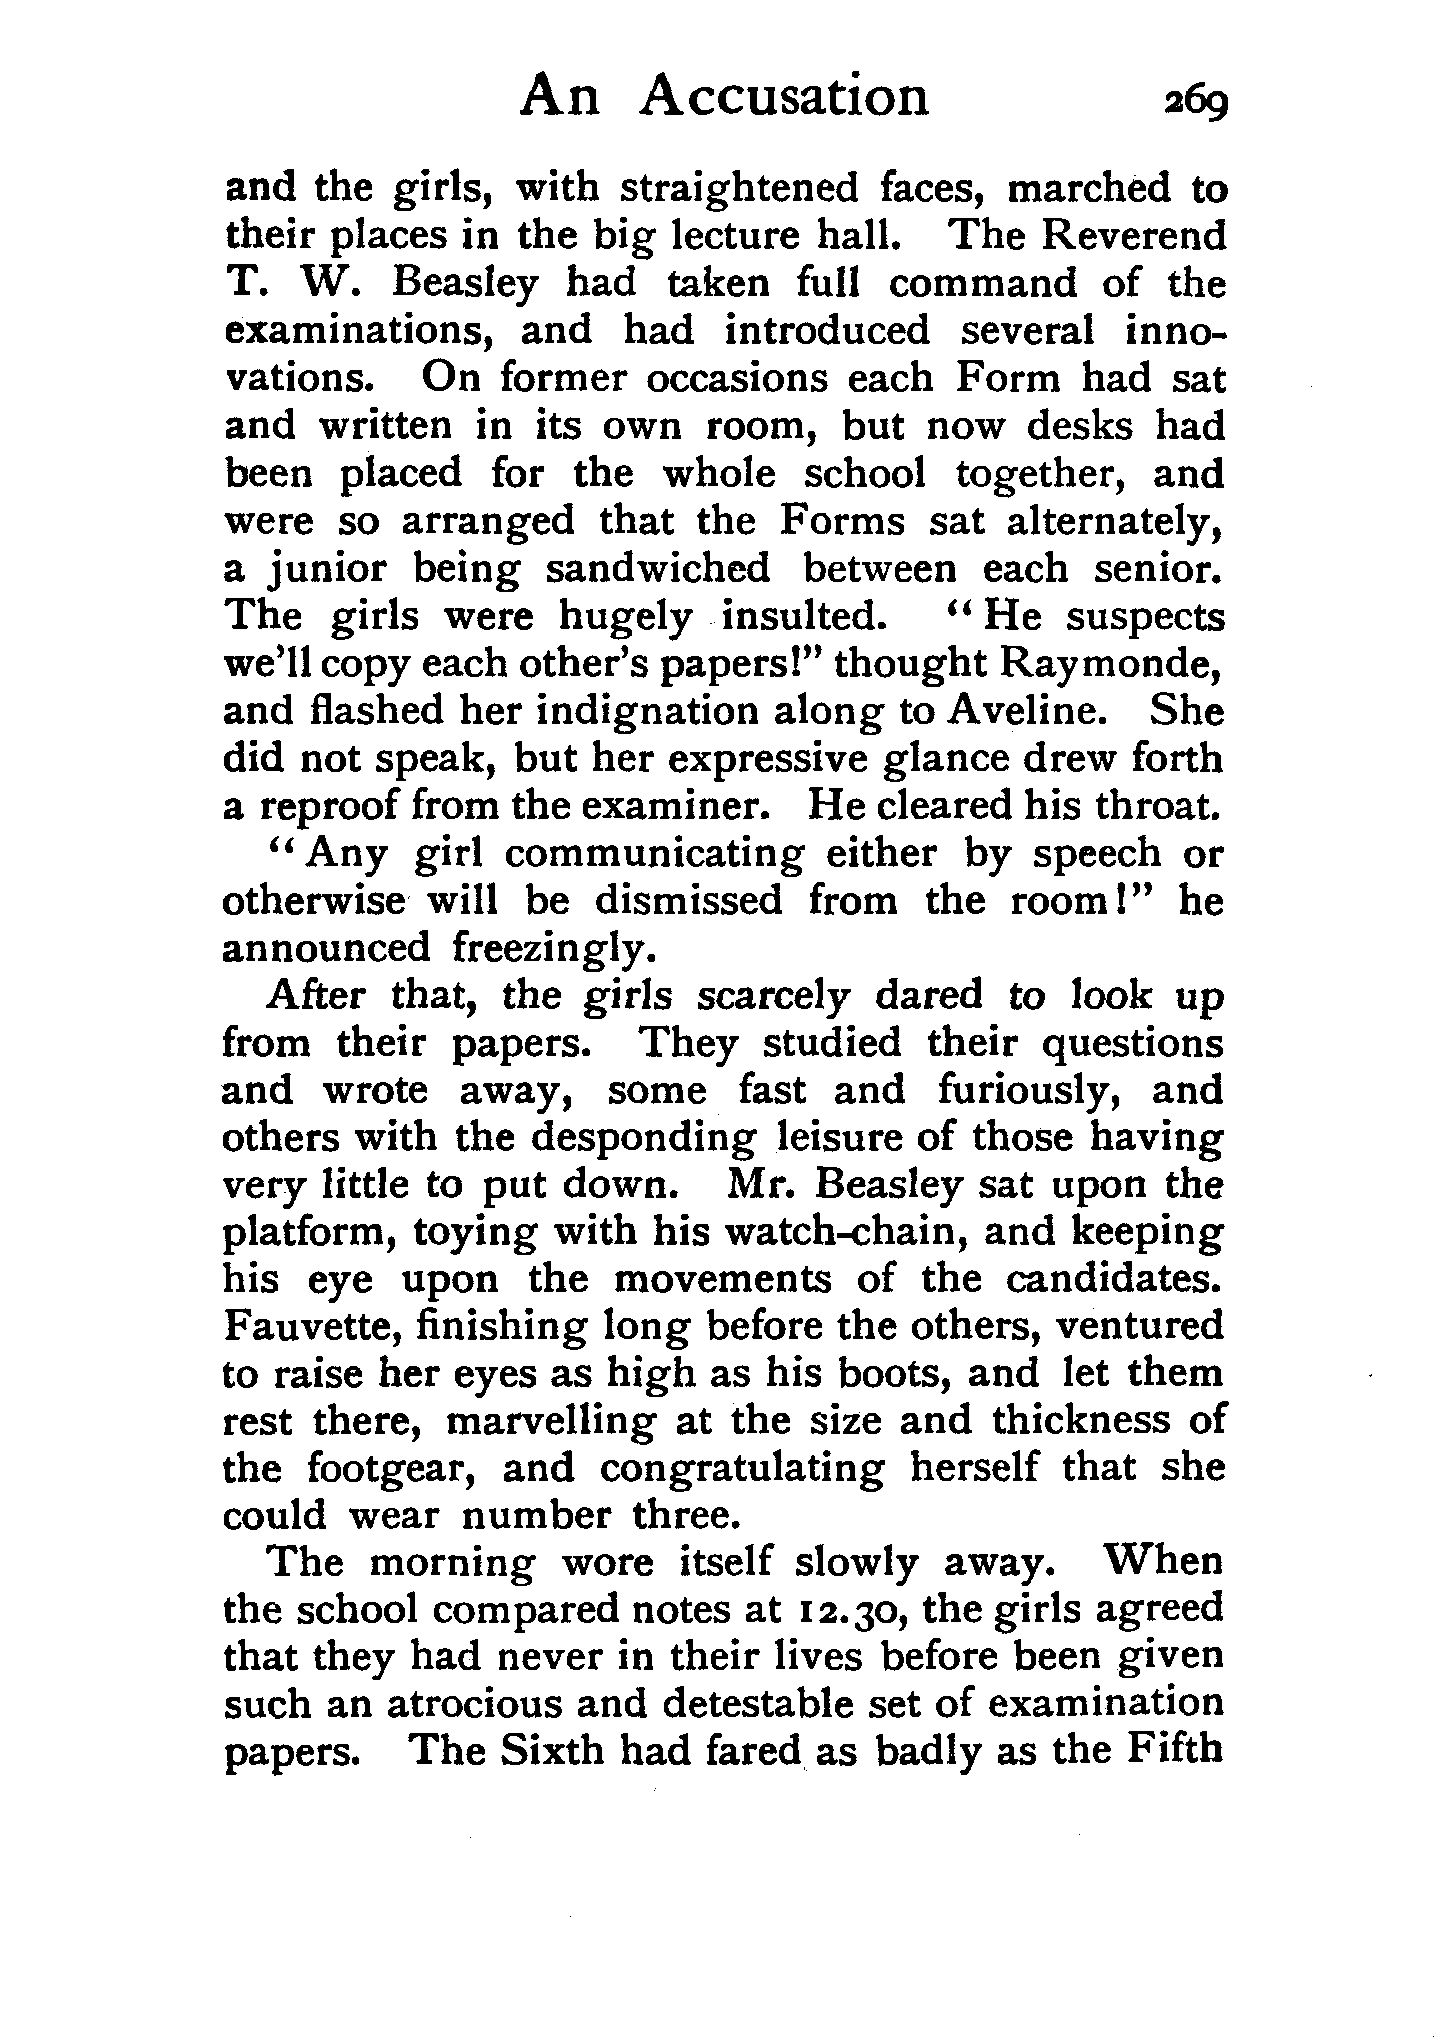 An Accusation 269
and the girls, with straightened faces, marched to
their places in the big lecture hall. The Reverend
T. W. Beasley had taken full command of the
examinations, and had introduced several inno-
vations. On former occasions each Form had sat
and written in its own room, but now desks had
been placed for the whole school together, and
were so arranged that the Forms sat alternately,
a junior being sandwiched between each senior.
The girls were hugely insulted. “He suspects
we'll copy each other's papers!” thought Raymonde,
and flashed her indignation along to Aveline. She
did not speak, but her expressive glance drew forth
a reproof from the examiner. He cleared his throat.
“Any girl communicating either by speech or
otherwise will be dismissed from the room!” he
announced freezingly.
After that, the girls scarcely dared to look up
from their papers. They studied their questions
and wrote away, some fast and furiously, and
others with the desponding leisure of those having
very little to put down. Mr. Beasley sat upon the
platform, toying with his watch-chain, and keeping
his eye upon the movements of the candidates.
Fauvette, finishing long before the others, ventured
to raise her eyes as high as his boots, and let them
rest there, marvelling at the size and thickness of
the footgear, and congratulating herself that she
could wear number three.
The morning wore itself slowly away. When
the school compared notes at 12.30, the girls agreed
that they had never in their lives before been given
such an atrocious and detestable set of examination
papers. The Sixth had fared as badly as the Fifth